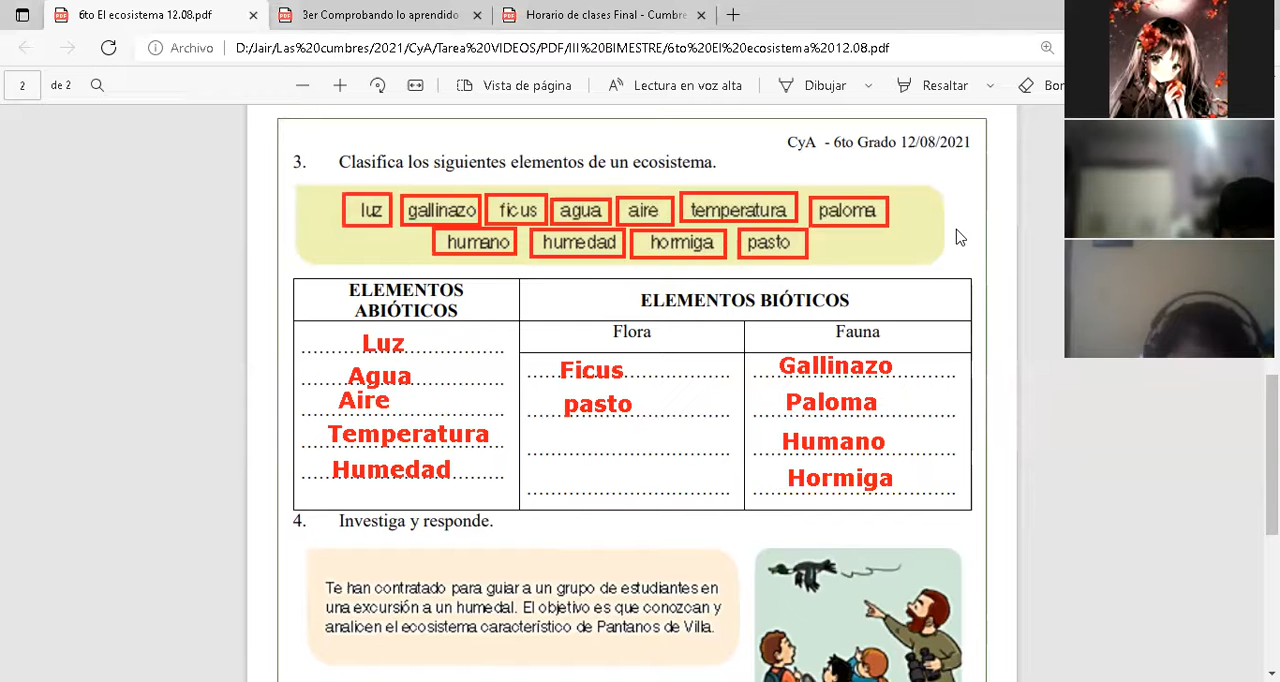 6to El ecosistema 12.08.pdf
3er Comprobando lo aprendido
Horario de clases Final - Cumbre
Archivo
D:/Jair/Las%20cumbres/2021/CyA/Tarea%20VIDEOS/PDF/III%20BIMESTRE/6to%20El%20ecosistema%2012.08.pdf
2 de 2
Vista de página
Lectura en voz alta
Dibujar
Resaltar
Bor
CyA - 6to Grado 12/08/2021
3. Clasifica los siguientes elementos de un ecosistema.
luz gallinazo ficus agua aire temperatura paloma
humano humedad hormiga pasto
ELEMENTOS
ABIÓTICOS
ELEMENTOS BIÓTICOS
Flora
Fauna
Luz
Agua
Aire
Temperatura
Humedad
Ficus
pasto
Gallinazo
Paloma
Humano
Hormiga
4. Investiga y responde.
Te han contratado para guiar a un grupo de estudiantes en
una excursión a un humedal. El objetivo es que conozcan y
analicen el ecosistema característico de Pantanos de Villa.